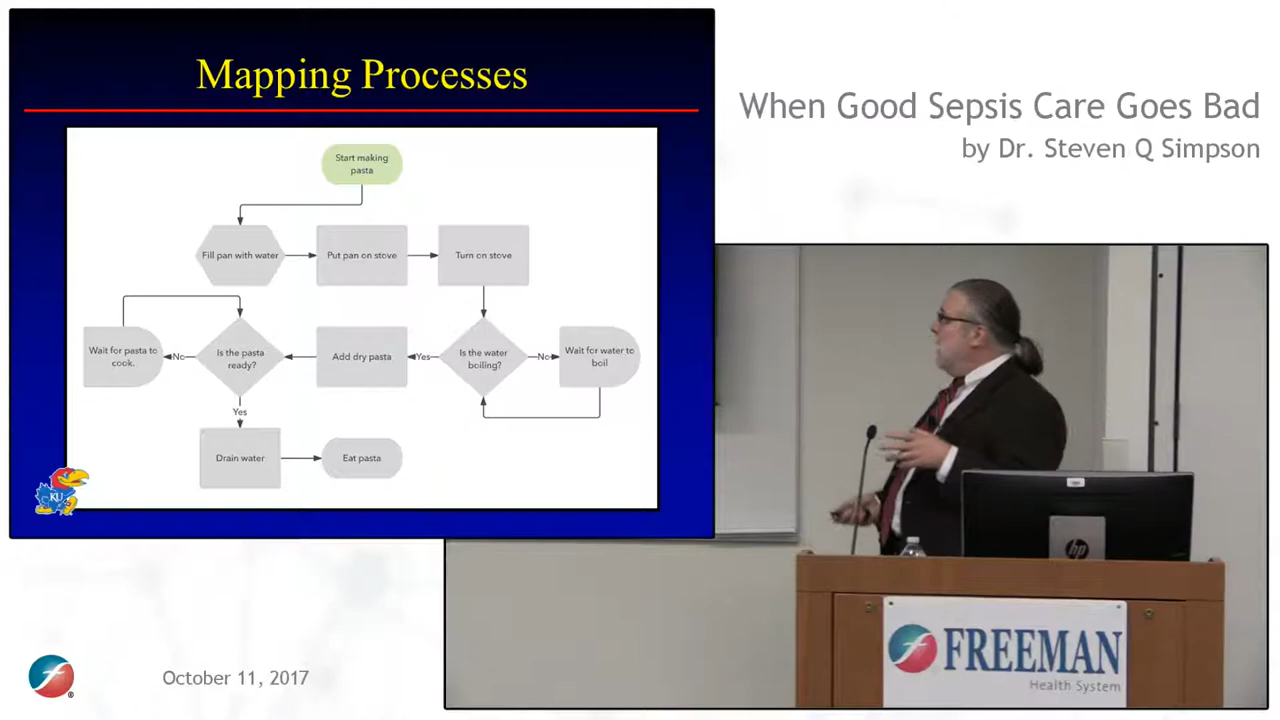 Mapping Processes
Start making
pasta
Fill pan with water
Put pan on stove
Turn on stove
Wait for pasta to
cook.
No
Is the pasta
ready?
Add dry pasta
Yes
Is the water
boiling?
No
Wait for water to
boil
Yes
Drain water
Eat pasta
KU
When Good Sepsis Care Goes Bad
by Dr. Steven Q Simpson
hp
f FREEMAN
Health System
f ®
October 11, 2017